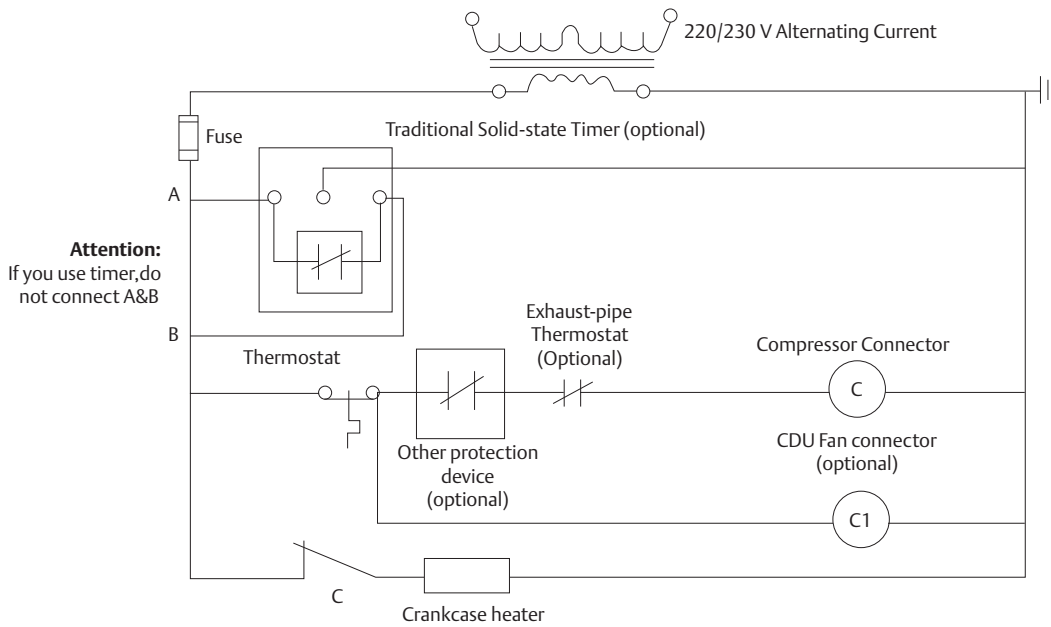 220/230 V Alternating Current
Traditional Solid-state Timer (optional)
Fuse
A
Attention:
If you use timer,do
not connect A&B
B
Thermostat
Exhaust-pipe
Thermostat
(Optional)
Compressor Connector
C
Other protection
device
(optional)
CDU Fan connector
(optional)
C1
C
Crankcase heater